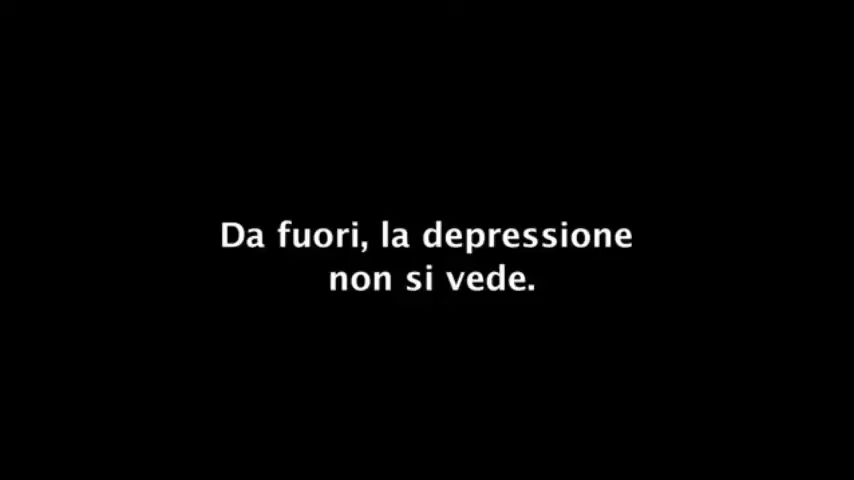 Da fuori, la depressione
non si vede.